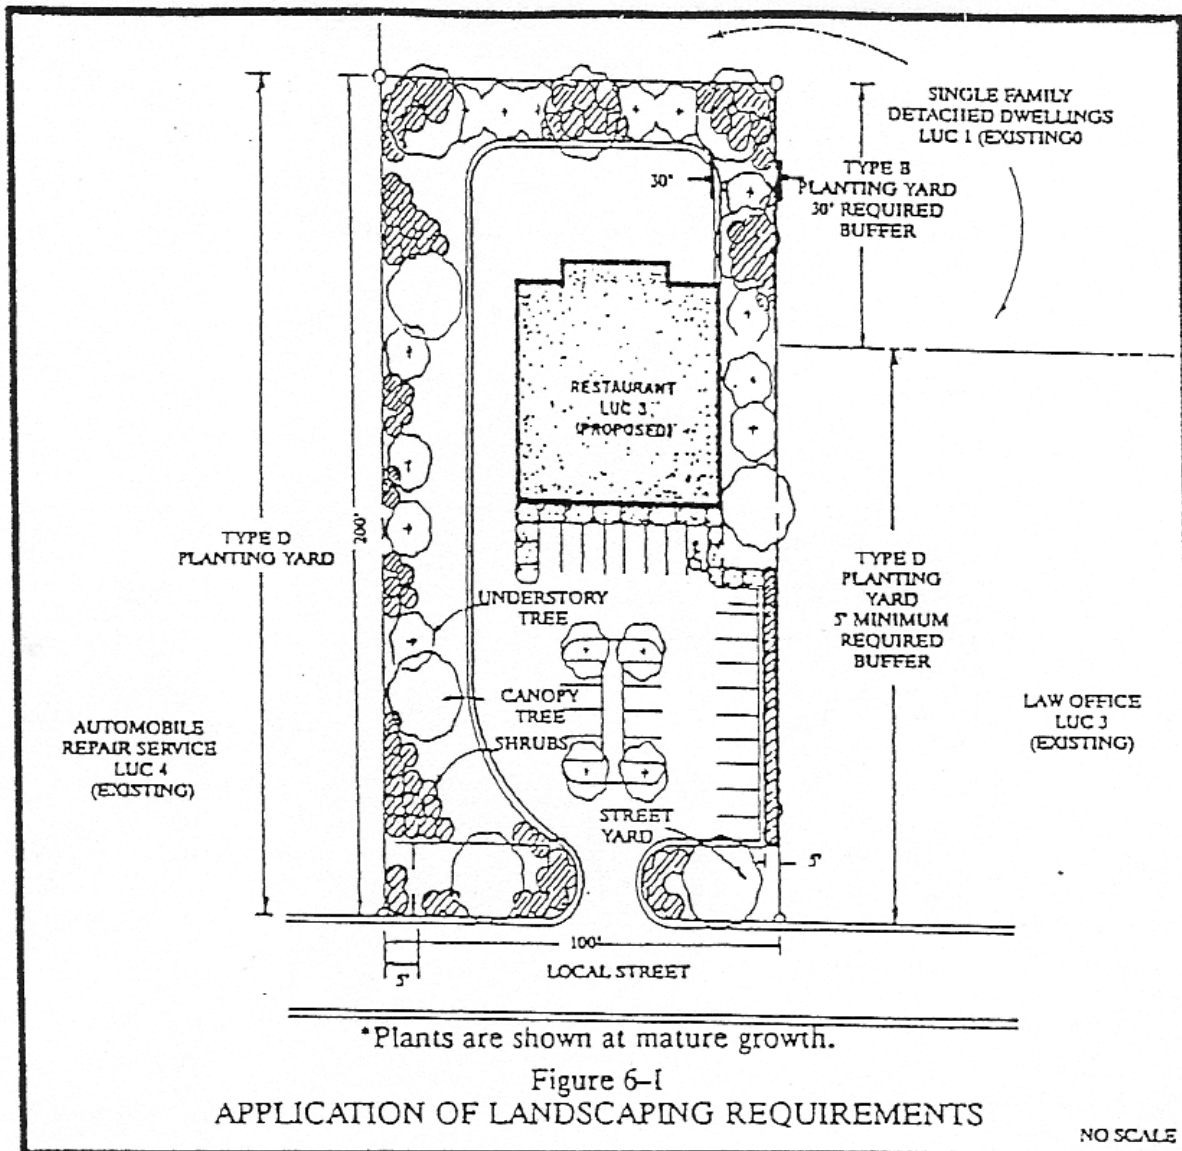 SINGLE FAMILY
DETACHED DWELLINGS
LUC 1 (EXISTING0
TYPE B
PLANTING YARD
30' REQUIRED
BUFFER
30'
RESTAURANT
LUC 3
(PROPOSED)
TYPE D
PLANTING YARD
200'
TYPE D
PLANTING
YARD
5' MINIMUM
REQUIRED
BUFFER
UNDERSTORY
TREE
CANOPY
TREE
SHRUBS
STREET
YARD
AUTOMOBILE
REPAIR SERVICE
LUC 4
(EXISTING)
LAW OFFICE
LUC 3
(EXISTING)
5'
100'
5'
LOCAL STREET
*Plants are shown at mature growth.
Figure 6-1
APPLICATION OF LANDSCAPING REQUIREMENTS
NO SCALE